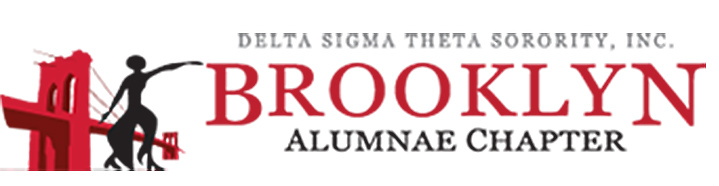 DELTA SIGMA THETA SORORITY, INC.
BROOKLYN
ALUMNAE CHAPTER